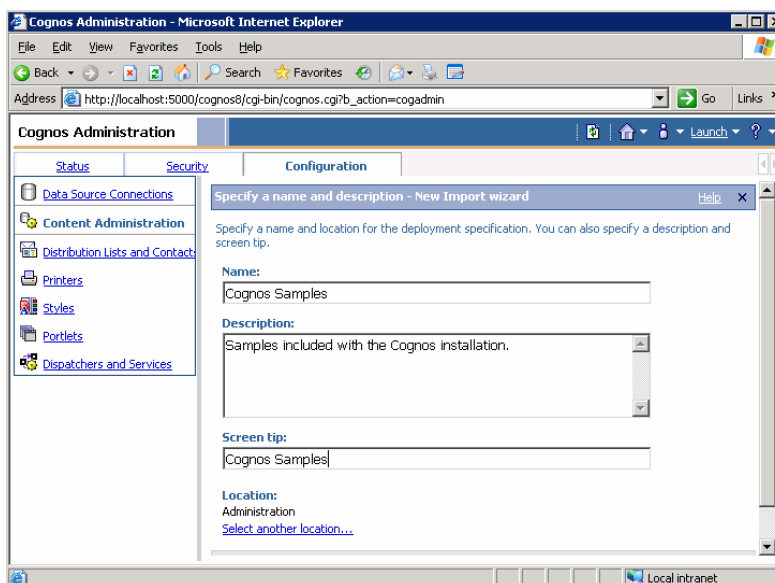 Cognos Administration - Microsoft Internet Explorer
File Edit View Favorites Tools Help
Back Search Favorites
Address http://localhost:5000/cognos8/cgi-bin/cognos.cgi?b_action=cogadmin Go Links
Cognos Administration Launch ?
Status Security Configuration
Data Source Connections
Content Administration
Distribution Lists and Contacts
Printers
Styles
Portlets
Dispatchers and Services
Specify a name and description - New Import wizard Help
Specify a name and location for the deployment specification. You can also specify a description and
screen tip.
Name:
Cognos Samples
Description:
Samples included with the Cognos installation.
Screen tip:
Cognos Samples
Location:
Administration
Select another location...
Local intranet